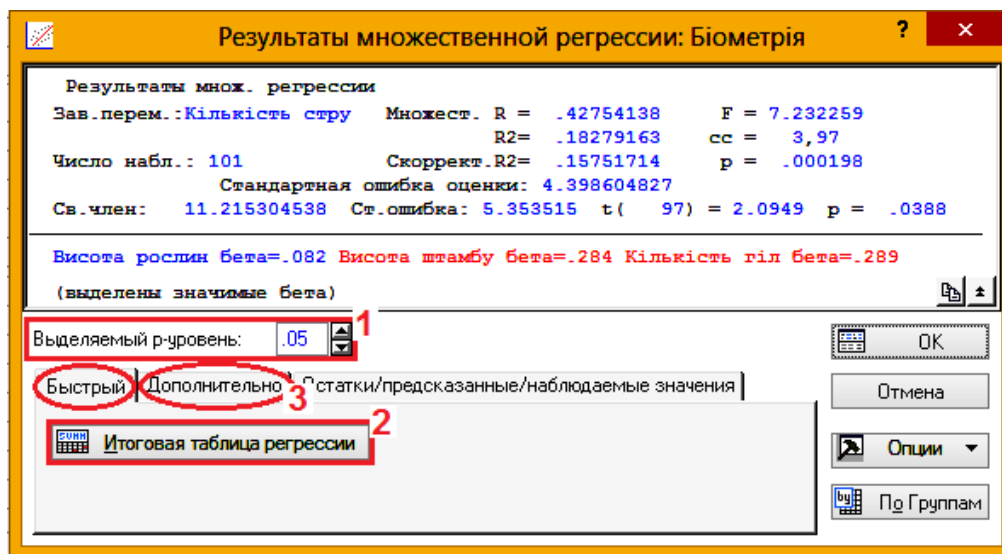 Результаты множественной регрессии: Біометрія ? ×
Результаты множ. регрессии
Зав.перем.:Кількість стру Множест. R = .42754138 F = 7.232259
R2= .18279163 сс = 3,97
Число набл.: 101 Скоррект.R2= .15751714 p = .000198
Стандартная ошибка оценки: 4.398604827
Св.член: 11.215304538 Ст.ошибка: 5.353515 t( 97) = 2.0949 p = .0388
Висота рослин бета=.082 Висота штамбу бета=.284 Кількість гіл бета=.289
(выделены значимые бета)
Выделяемый p-уровень: .05 1
OK
Быстрый Дополнительно Остатки/предсказанные/наблюдаемые значения
3
Отмена
SUMM Итоговая таблица регрессии 2
Опции
by По Группам